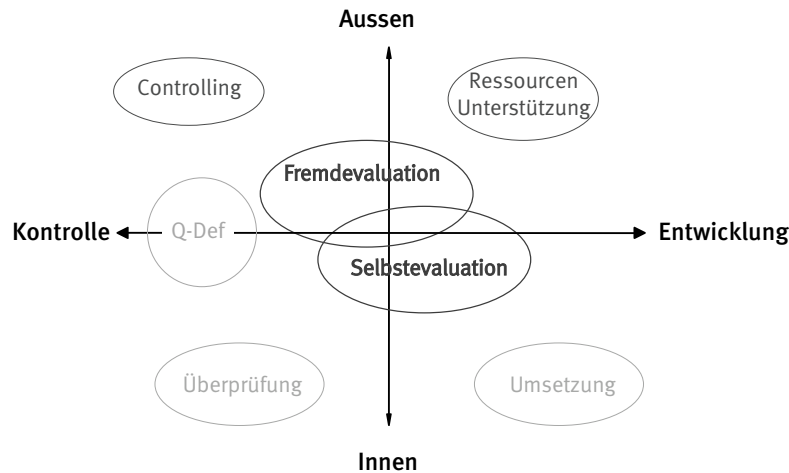 Aussen
Controlling
Ressourcen
Unterstützung
Fremdevaluation
Kontrolle
Q-Def
Entwicklung
Selbstevaluation
Überprüfung
Umsetzung
Innen